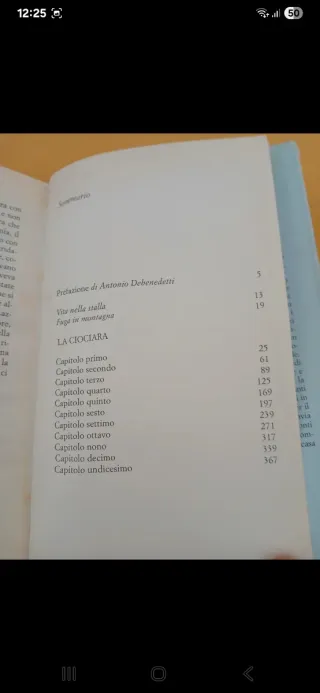 12:25
50
Sommario
Prefazione di Antonio Debenedetti 5
Vita nella stalla 13
Fuga in montagna 19
LA CIOCIARA
Capitolo primo 25
Capitolo secondo 61
Capitolo terzo 89
Capitolo quarto 125
Capitolo quinto 169
Capitolo sesto 197
Capitolo settimo 239
Capitolo ottavo 271
Capitolo nono 317
Capitolo decimo 339
Capitolo undicesimo 367